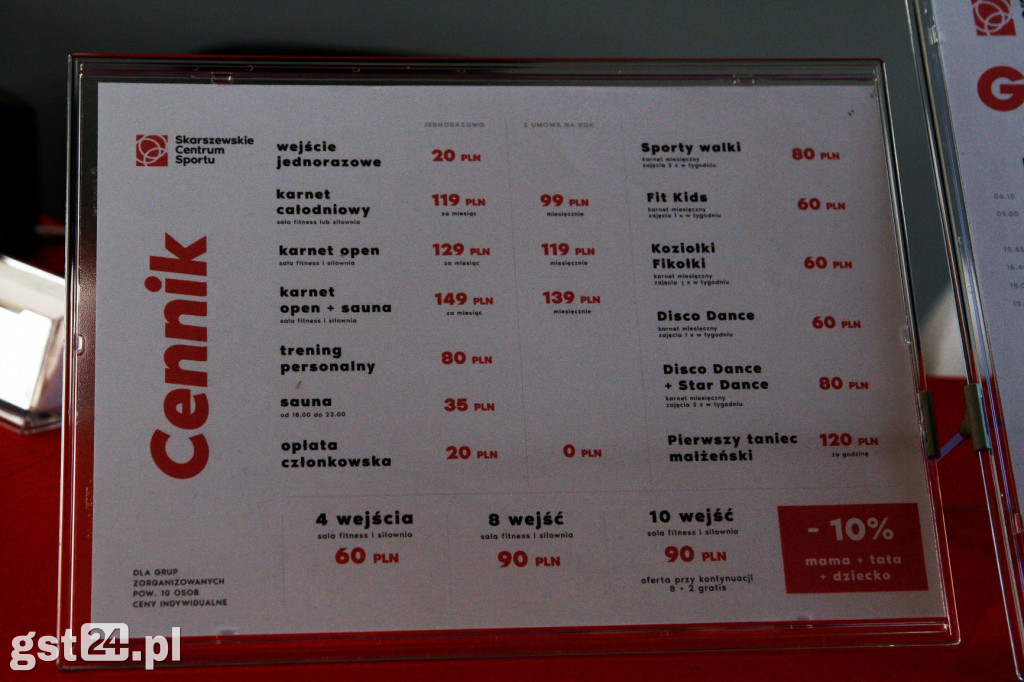 Skarszewskie
Centrum
Sportu
Cennik
JEDNORAZOWO
Z UMOWĄ NA ROK
wejście
jednorazowe
20 PLN
karnet
całodniowy
sala fitness lub siłownia
119 PLN
za miesiąc
99 PLN
miesięcznie
karnet open
sala fitness i siłownia
129 PLN
za miesiąc
119 PLN
miesięcznie
karnet
open + sauna
sala fitness i siłownia
149 PLN
za miesiąc
139 PLN
miesięcznie
trening
personalny
80 PLN
sauna
od 18.00 do 22.00
35 PLN
opłata
członkowska
20 PLN
0 PLN
Sporty walki
karnet miesięczny
zajęcia 2 x w tygodniu
80 PLN
Fit Kids
karnet miesięczny
zajęcia 1 x w tygodniu
60 PLN
Koziołki
Fikołki
karnet miesięczny
zajęcia 1 x w tygodniu
60 PLN
Disco Dance
karnet miesięczny
zajęcia 1 x w tygodniu
60 PLN
Disco Dance
+ Star Dance
karnet miesięczny
zajęcia 2 x w tygodniu
80 PLN
Pierwszy taniec
małżeński
120 PLN
za godzinę
4 wejścia
sala fitness i siłownia
60 PLN
8 wejść
sala fitness i siłownia
90 PLN
10 wejść
sala fitness i siłownia
90 PLN
oferta przy kontynuacji
8 + 2 gratis
- 10%
mama + tata
+ dziecko
DLA GRUP
ZORGANIZOWANYCH
POW. 10 OSÓB
CENY INDYWIDUALNE
G
06.15
09.00
gst24.pl